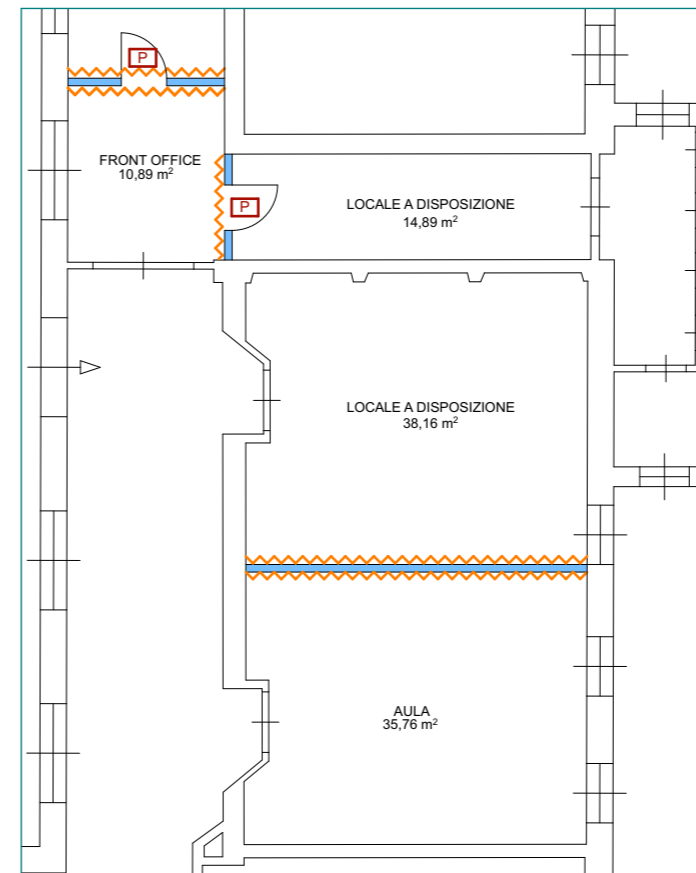 P
FRONT OFFICE
10,89 m²
P
LOCALE A DISPOSIZIONE
14,89 m²
LOCALE A DISPOSIZIONE
38,16 m²
AULA
35,76 m²